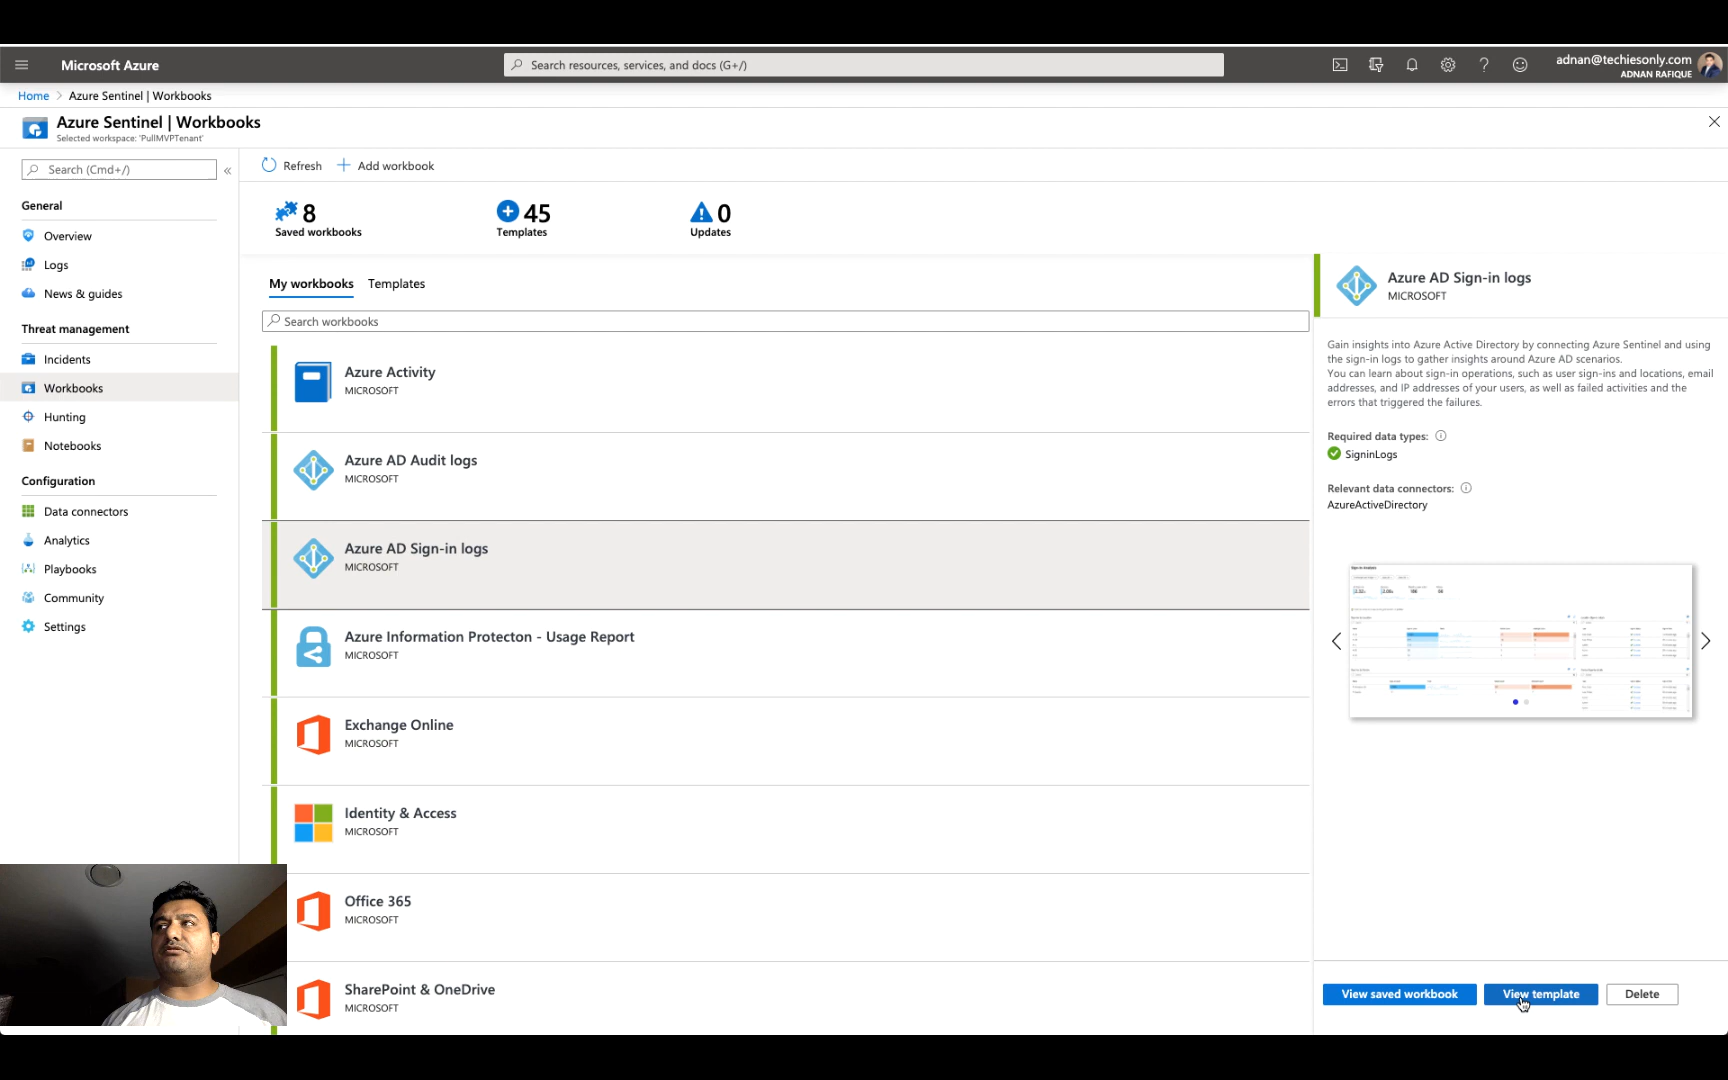 Microsoft Azure
Search resources, services, and docs (G+/)
adnan@techiesonly.com
ADNAN RAFIQUE
Home > Azure Sentinel | Workbooks
Azure Sentinel | Workbooks
Selected workspace: 'PullMVPTenant'
Search (Cmd+/)
«
Refresh
Add workbook
General
Overview
Logs
News & guides
Threat management
Incidents
Workbooks
Hunting
Notebooks
Configuration
Data connectors
Analytics
Playbooks
Community
Settings
8
Saved workbooks
45
Templates
0
Updates
My workbooks
Templates
Search workbooks
Azure Activity
MICROSOFT
Azure AD Audit logs
MICROSOFT
Azure AD Sign-in logs
MICROSOFT
Azure Information Protecton - Usage Report
MICROSOFT
Exchange Online
MICROSOFT
Identity & Access
MICROSOFT
Office 365
MICROSOFT
SharePoint & OneDrive
MICROSOFT
Azure AD Sign-in logs
MICROSOFT
Gain insights into Azure Active Directory by connecting Azure Sentinel and using
the sign-in logs to gather insights around Azure AD scenarios.
You can learn about sign-in operations, such as user sign-ins and locations, email
addresses, and IP addresses of your users, as well as failed activities and the
errors that triggered the failures.
Required data types:
SigninLogs
Relevant data connectors:
AzureActiveDirectory
View saved workbook
View template
Delete